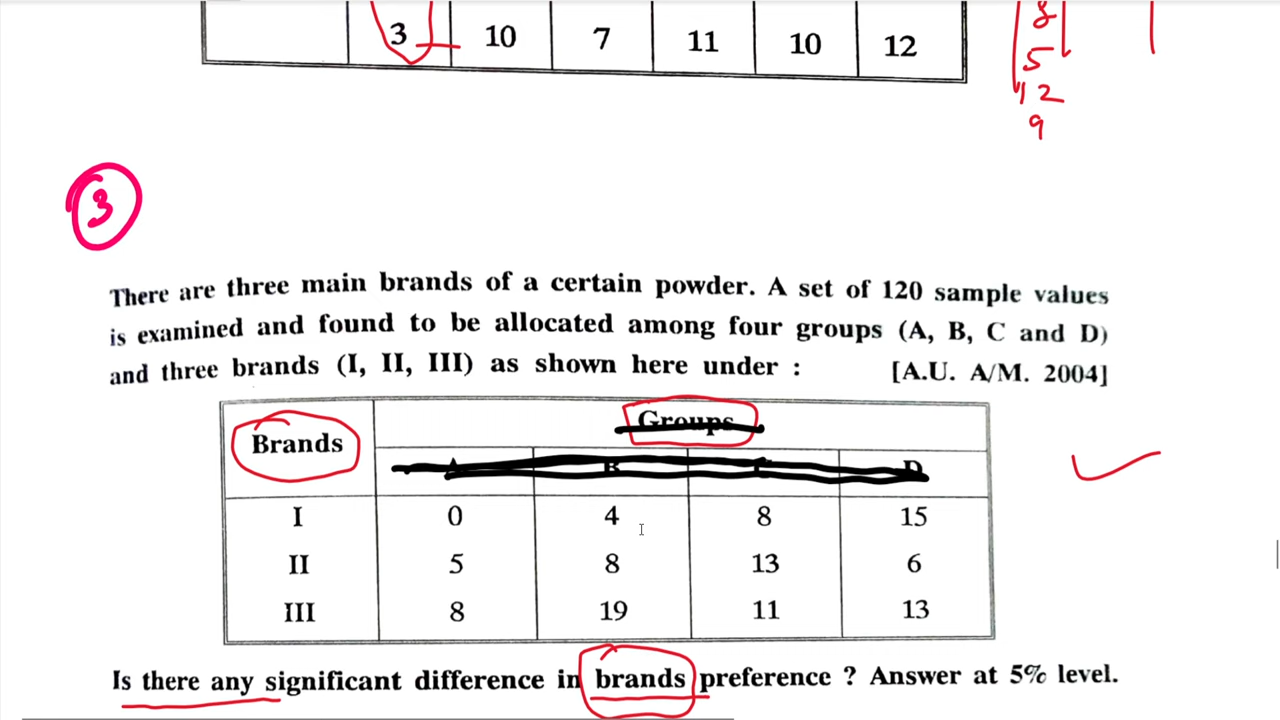 3 10 7 11 10 12
8
5
12
9
3
There are three main brands of a certain powder. A set of 120 sample values
is examined and found to be allocated among four groups (A, B, C and D)
and three brands (I, II, III) as shown here under : [A.U. A/M. 2004]
Brands Groups
A B C D
I 0 4 8 15
II 5 8 13 6
III 8 19 11 13
Is there any significant difference in brands preference ? Answer at 5% level.